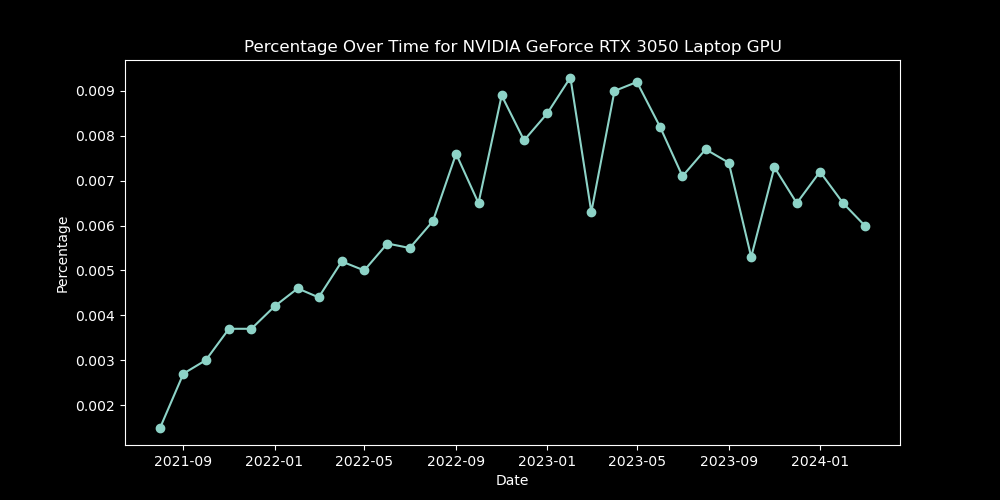 Percentage Over Time for NVIDIA GeForce RTX 3050 Laptop GPU
0.009
0.008
0.007
0.006
0.005
0.004
0.003
0.002
Percentage
2021-09 2022-01 2022-05 2022-09 2023-01 2023-05 2023-09 2024-01
Date